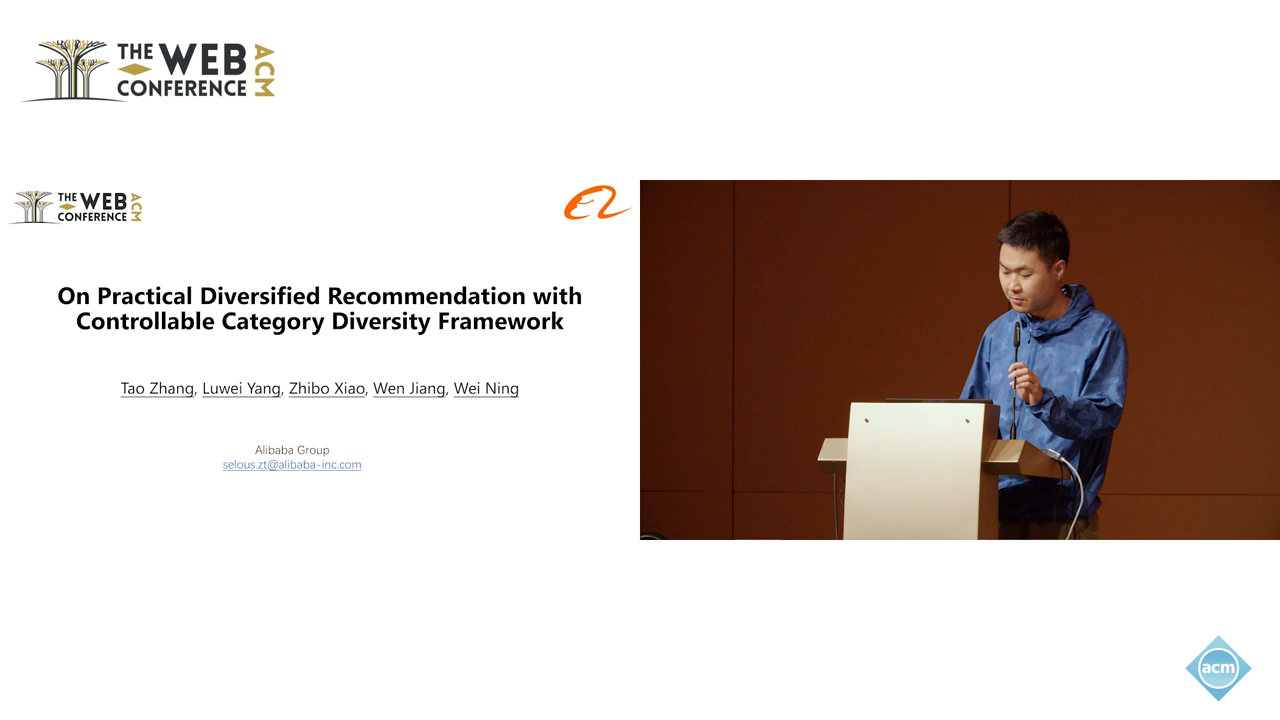 THE WEB
CONFERENCE
ACM
THE WEB
CONFERENCE
ACM
On Practical Diversified Recommendation with
Controllable Category Diversity Framework
Tao Zhang, Luwei Yang, Zhibo Xiao, Wen Jiang, Wei Ning
Alibaba Group
selous.zt@alibaba-inc.com
acm